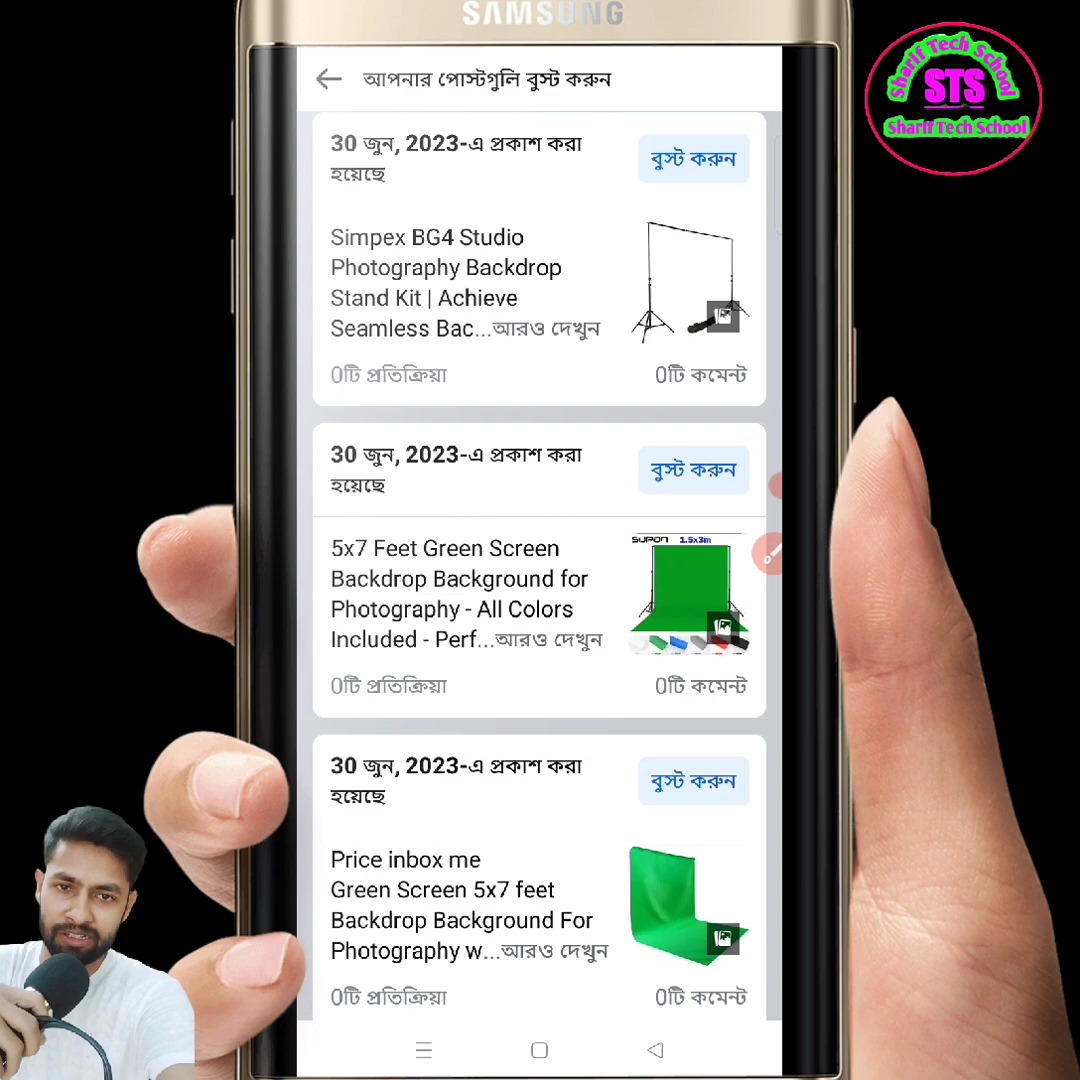 SAMSUNG
Sharif Tech School
STS
Sharif Tech School
আপনার পোস্টগুলি বুস্ট করুন
30 জুন, 2023-এ প্রকাশ করা
হয়েছে
বুস্ট করুন
Simpex BG4 Studio
Photography Backdrop
Stand Kit | Achieve
Seamless Bac...আরও দেখুন
0টি প্রতিক্রিয়া
0টি কমেন্ট
30 জুন, 2023-এ প্রকাশ করা
হয়েছে
বুস্ট করুন
5x7 Feet Green Screen
Backdrop Background for
Photography - All Colors
Included - Perf...আরও দেখুন
SUPON 1.5x3m
0টি প্রতিক্রিয়া
0টি কমেন্ট
30 জুন, 2023-এ প্রকাশ করা
হয়েছে
বুস্ট করুন
Price inbox me
Green Screen 5x7 feet
Backdrop Background For
Photography w...আরও দেখুন
0টি প্রতিক্রিয়া
0টি কমেন্ট